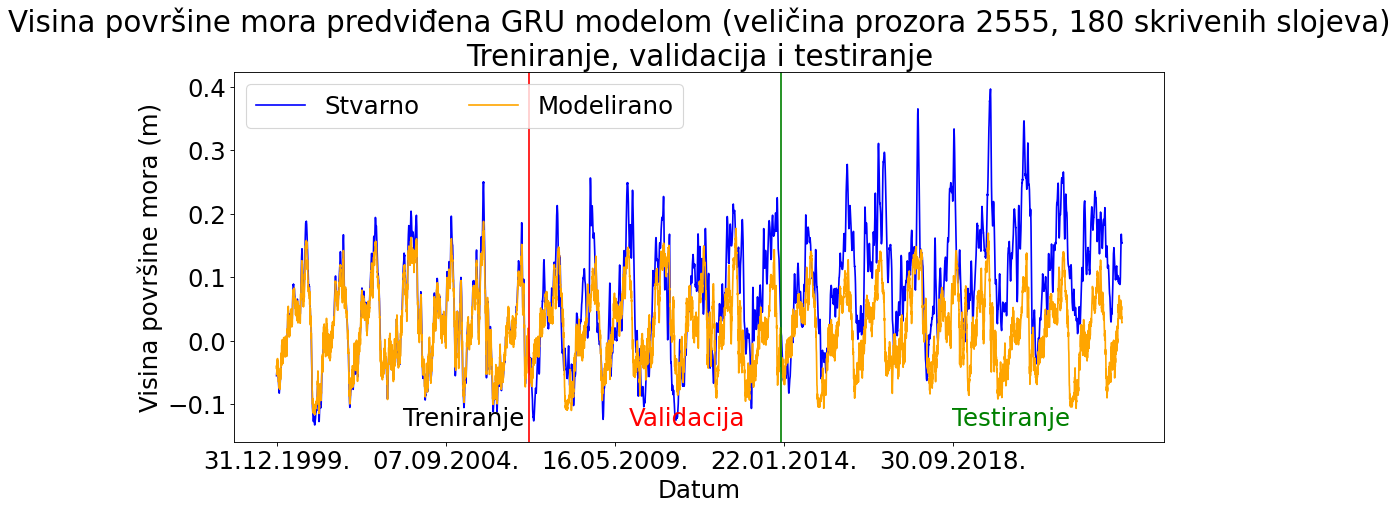 Visina površine mora predviđena GRU modelom (veličina prozora 2555, 180 skrivenih slojeva)
Treniranje, validacija i testiranje
Stvarno
Modelirano
Visina površine mora (m)
0.4
0.3
0.2
0.1
0.0
−0.1
Treniranje
Validacija
Testiranje
31.12.1999.
07.09.2004.
16.05.2009.
22.01.2014.
30.09.2018.
Datum